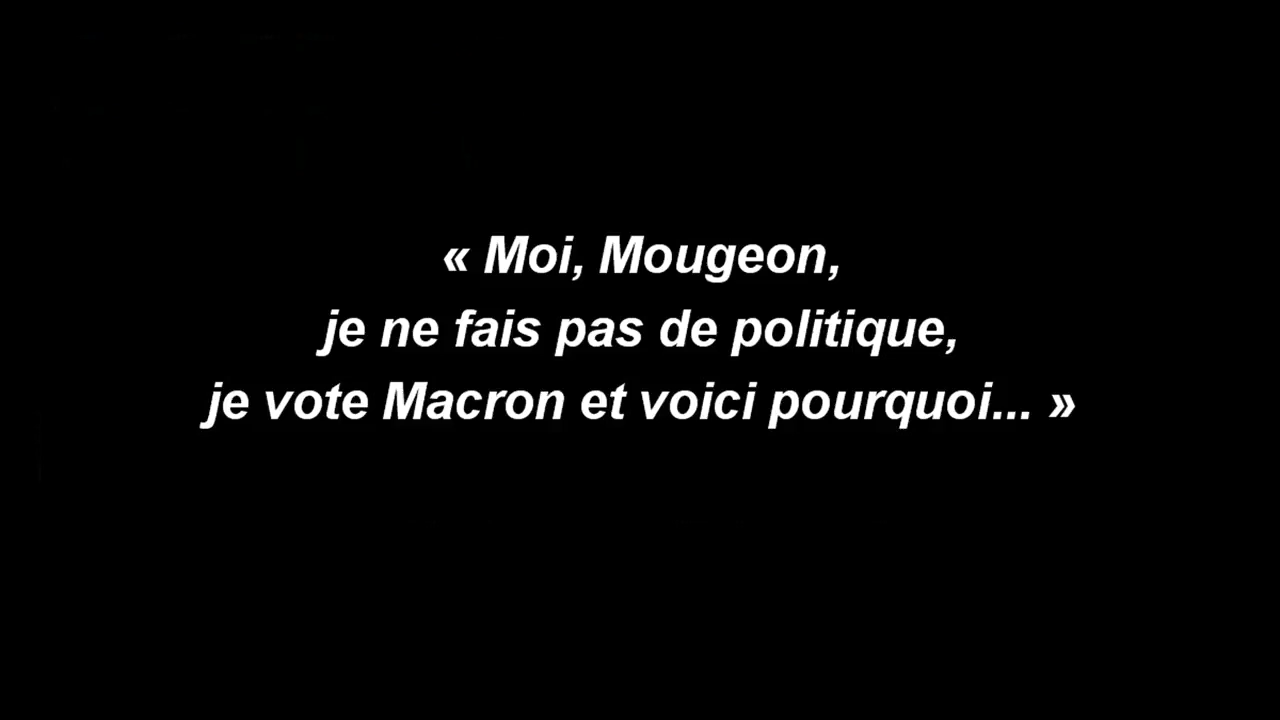 « Moi, Mougeon,
je ne fais pas de politique,
je vote Macron et voici pourquoi... »